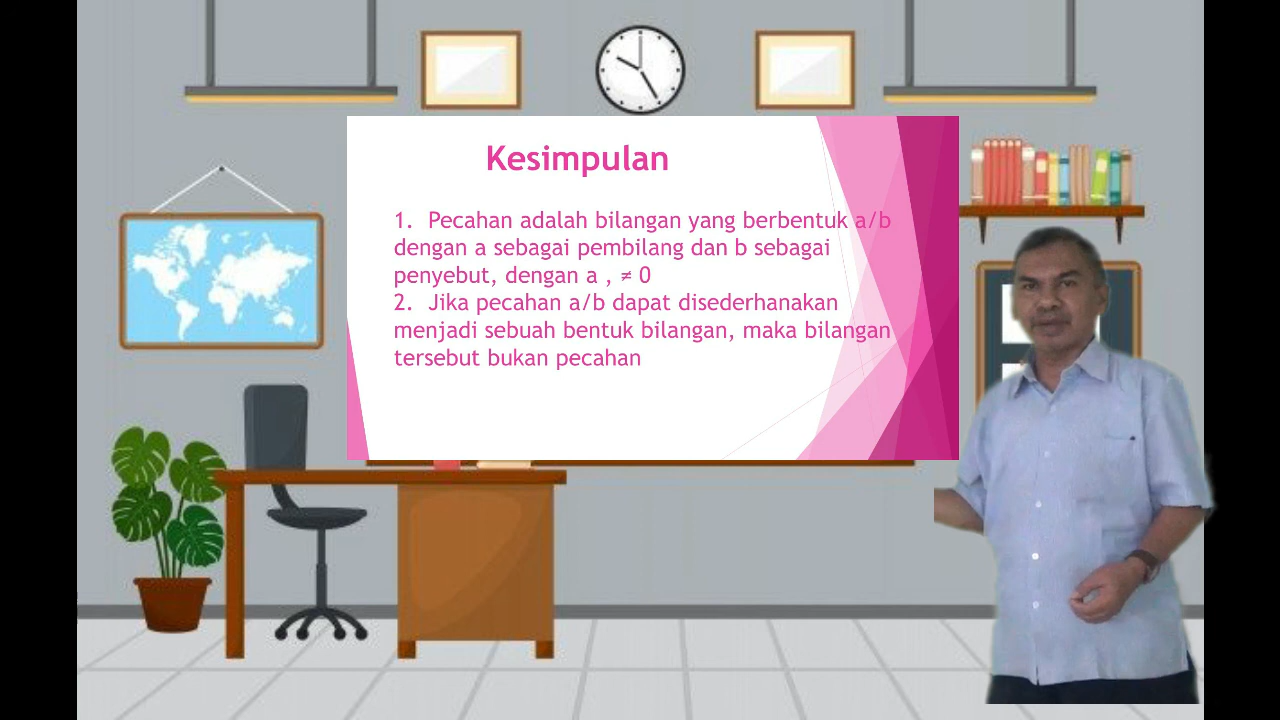 Kesimpulan
1. Pecahan adalah bilangan yang berbentuk a/b
dengan a sebagai pembilang dan b sebagai
penyebut, dengan a , ≠ 0
2. Jika pecahan a/b dapat disederhanakan
menjadi sebuah bentuk bilangan, maka bilangan
tersebut bukan pecahan